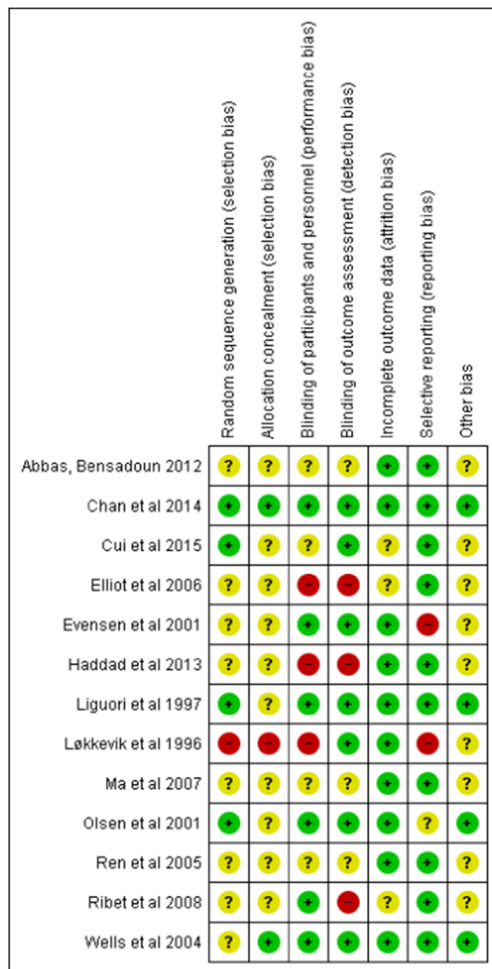 Random sequence generation (selection bias)
Allocation concealment (selection bias)
Blinding of participants and personnel (performance bias)
Blinding of outcome assessment (detection bias)
Incomplete outcome data (attrition bias)
Selective reporting (reporting bias)
Other bias
Abbas, Bensadoun 2012 ? ? ? ? + + ?
Chan et al 2014 + + + + + + +
Cui et al 2015 + ? ? + ? + ?
Elliot et al 2006 ? ? - - ? + ?
Evensen et al 2001 ? ? + + + - ?
Haddad et al 2013 ? ? - - + + ?
Liguori et al 1997 + ? + + + + +
Løkkevik et al 1996 - - - + + - ?
Ma et al 2007 ? ? ? ? + + ?
Olsen et al 2001 + ? + + + ? +
Ren et al 2005 ? ? ? ? + + ?
Ribet et al 2008 ? ? + - ? + ?
Wells et al 2004 ? + + + + + +